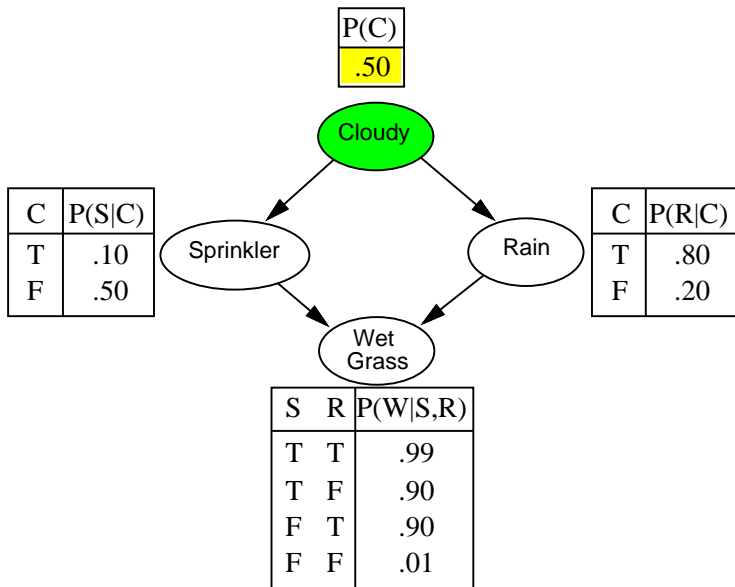 P(C)
.50
Cloudy
C P(S|C)
T .10
F .50
Sprinkler
Rain
C P(R|C)
T .80
F .20
Wet
Grass
S R P(W|S,R)
T T .99
T F .90
F T .90
F F .01